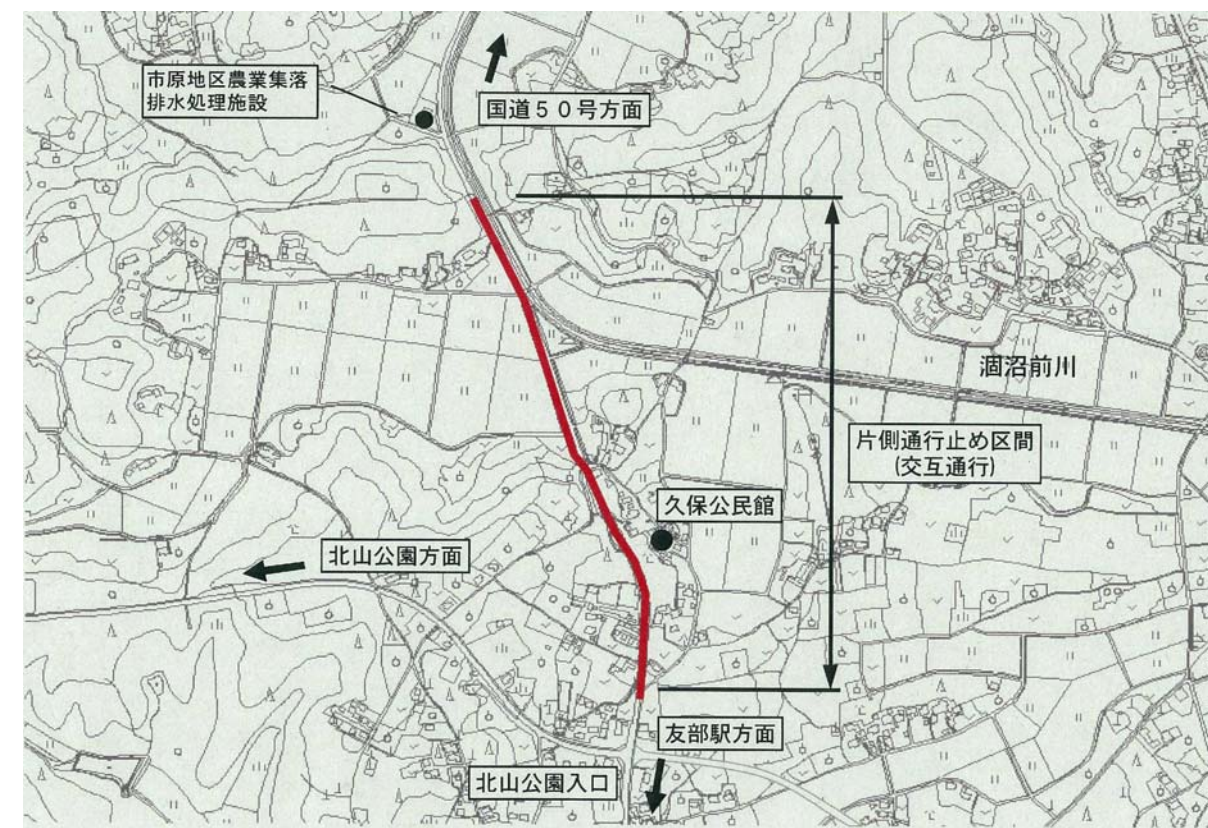 市原地区農業集落
排水処理施設
国道５０号方面
涸沼前川
片側通行止め区間
(交互通行)
久保公民館
北山公園方面
友部駅方面
北山公園入口